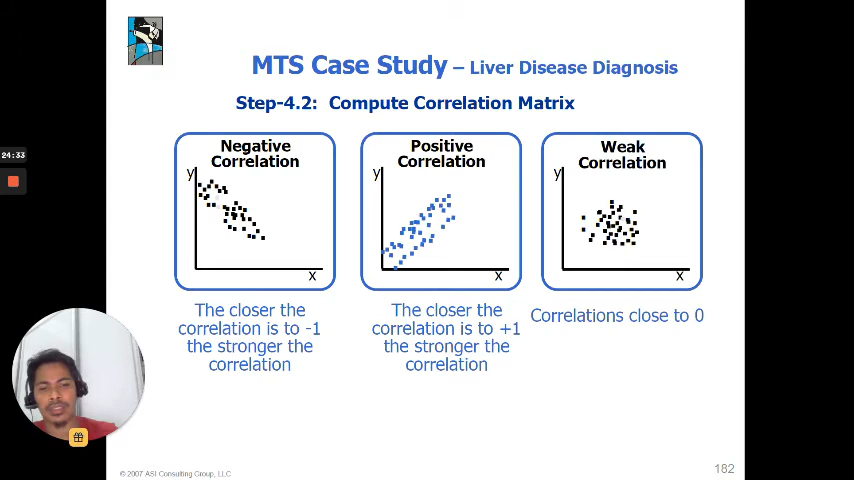 MTS Case Study – Liver Disease Diagnosis
Step-4.2: Compute Correlation Matrix
24:33
Negative
Correlation
y
x
The closer the
correlation is to -1
the stronger the
correlation
Positive
Correlation
y
x
The closer the
correlation is to +1
the stronger the
correlation
Weak
Correlation
y
x
Correlations close to 0
© 2007 ASI Consulting Group, LLC
182